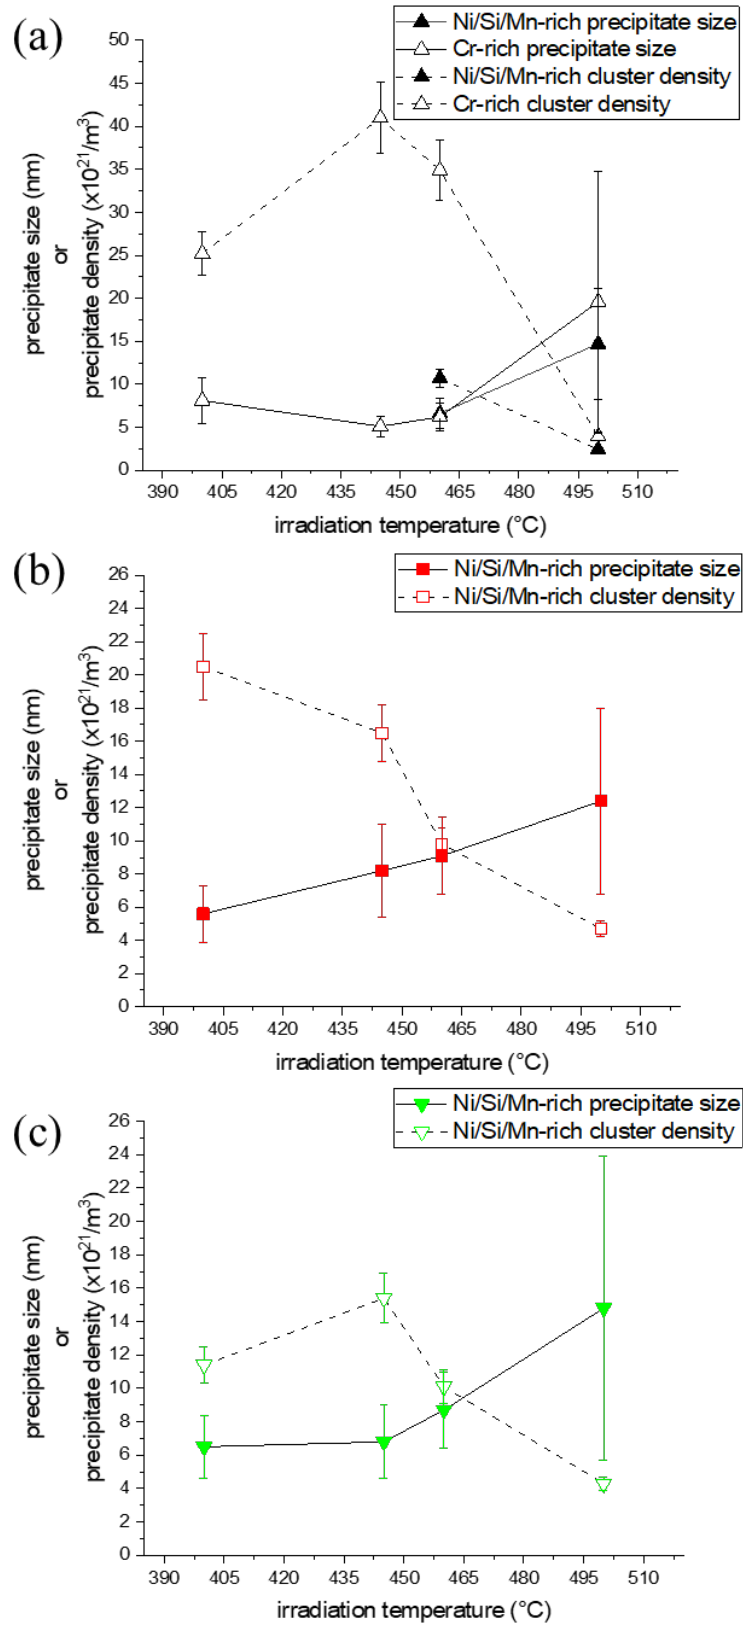 (a)
Ni/Si/Mn-rich precipitate size
Cr-rich precipitate size
Ni/Si/Mn-rich cluster density
Cr-rich cluster density
precipitate size (nm)
or
precipitate density (x10²¹/m³)
50
45
40
35
30
25
20
15
10
5
0
390 405 420 435 450 465 480 495 510
irradiation temperature (°C)
(b)
Ni/Si/Mn-rich precipitate size
Ni/Si/Mn-rich cluster density
precipitate size (nm)
or
precipitate density (x10²¹/m³)
26
24
22
20
18
16
14
12
10
8
6
4
2
0
390 405 420 435 450 465 480 495 510
irradiation temperature (°C)
(c)
Ni/Si/Mn-rich precipitate size
Ni/Si/Mn-rich cluster density
precipitate size (nm)
or
precipitate density (x10²¹/m³)
26
24
22
20
18
16
14
12
10
8
6
4
2
0
390 405 420 435 450 465 480 495 510
irradiation temperature (°C)